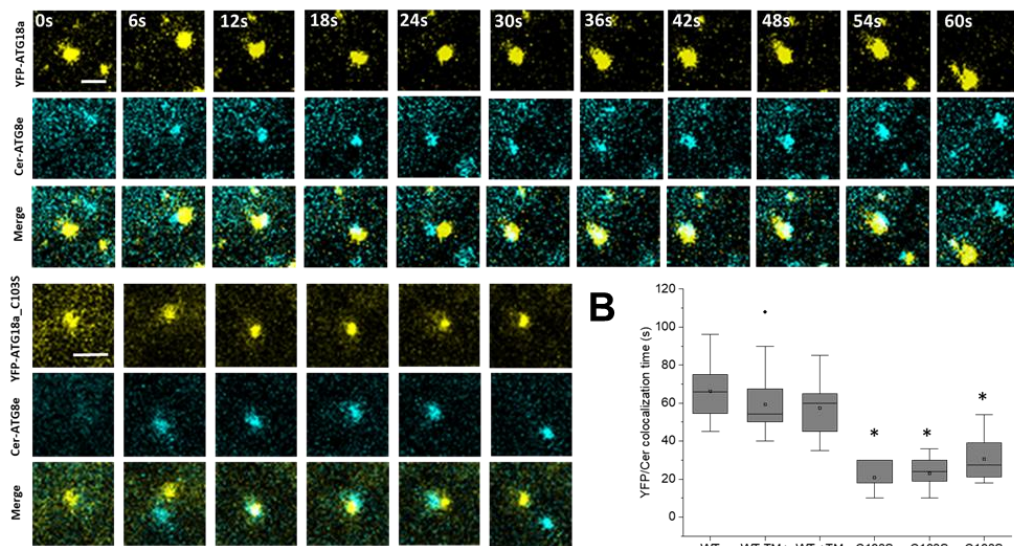 0s 6s 12s 18s 24s 30s 36s 42s 48s 54s 60s
YFP-ATG18a
Cer-ATG8e
Merge
YFP-ATG18a_C103S
Cer-ATG8e
Merge
B
YFP/Cer colocalization time (s)
120
100
80
60
40
20
0
* * *